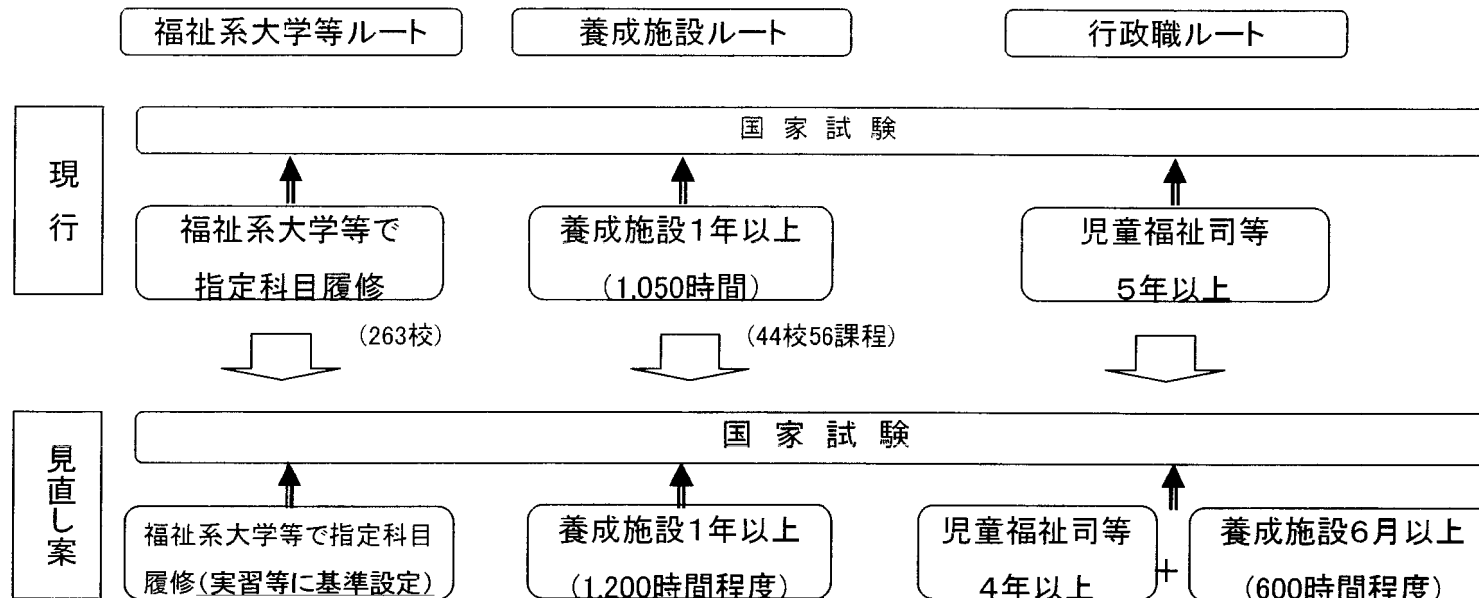 福祉系大学等ルート
養成施設ルート
行政職ルート
現行
国家試験
福祉系大学等で
指定科目履修
養成施設1年以上
(1,050時間)
児童福祉司等
5年以上
(263校)
(44校56課程)
見直し案
国家試験
福祉系大学等で指定科目
履修(実習等に基準設定)
養成施設1年以上
(1,200時間程度)
児童福祉司等
4年以上
+
養成施設6月以上
(600時間程度)